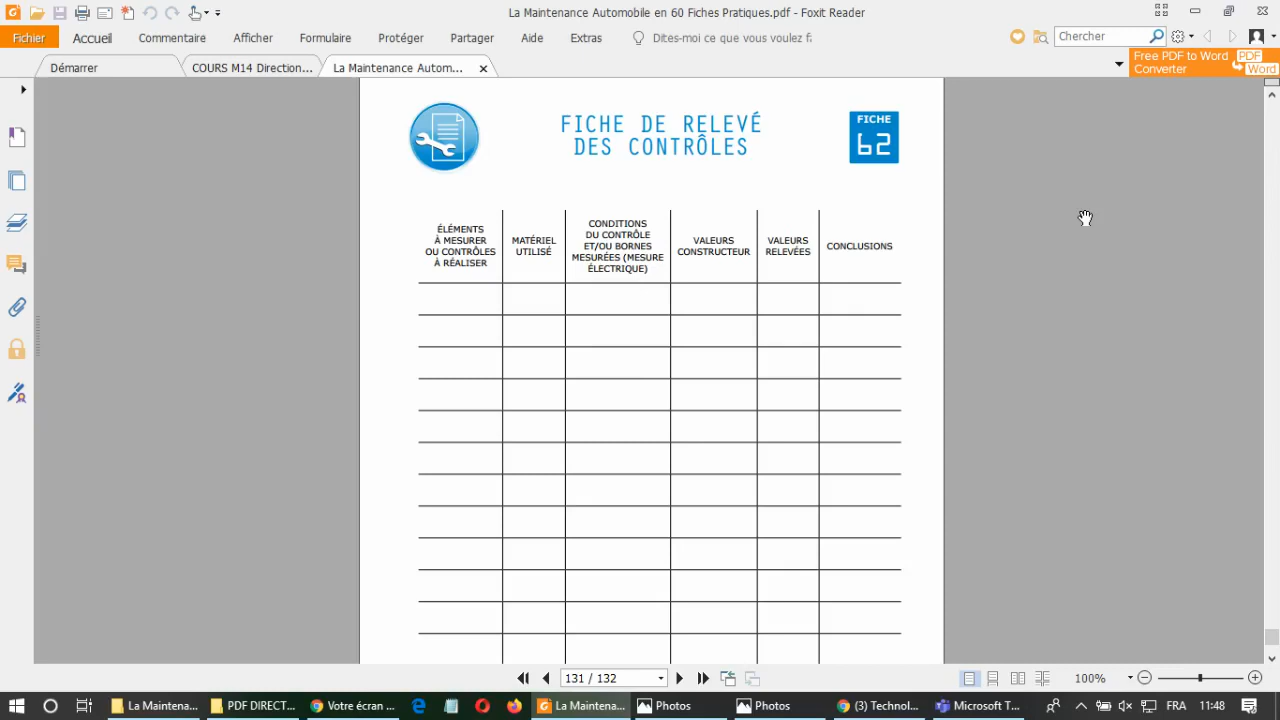 La Maintenance Automobile en 60 Fiches Pratiques.pdf - Foxit Reader
Fichier Accueil Commentaire Afficher Formulaire Protéger Partager Aide Extras Dites-moi ce que vous voulez fa Chercher
Free PDF to Word
Converter
PDF
Word
Démarrer COURS M14 Direction... La Maintenance Autom...
FICHE DE RELEVÉ
DES CONTRÔLES
FICHE
62
ÉLÉMENTS
À MESURER
OU CONTRÔLES
À RÉALISER
MATÉRIEL
UTILISÉ
CONDITIONS
DU CONTRÔLE
ET/OU BORNES
MESURÉES (MESURE
ÉLECTRIQUE)
VALEURS
CONSTRUCTEUR
VALEURS
RELEVÉES
CONCLUSIONS
131 / 132 100%
La Maintena... PDF DIRECT... Votre écran ... La Maintena... Photos Photos (3) Technol... Microsoft T... FRA 11:48